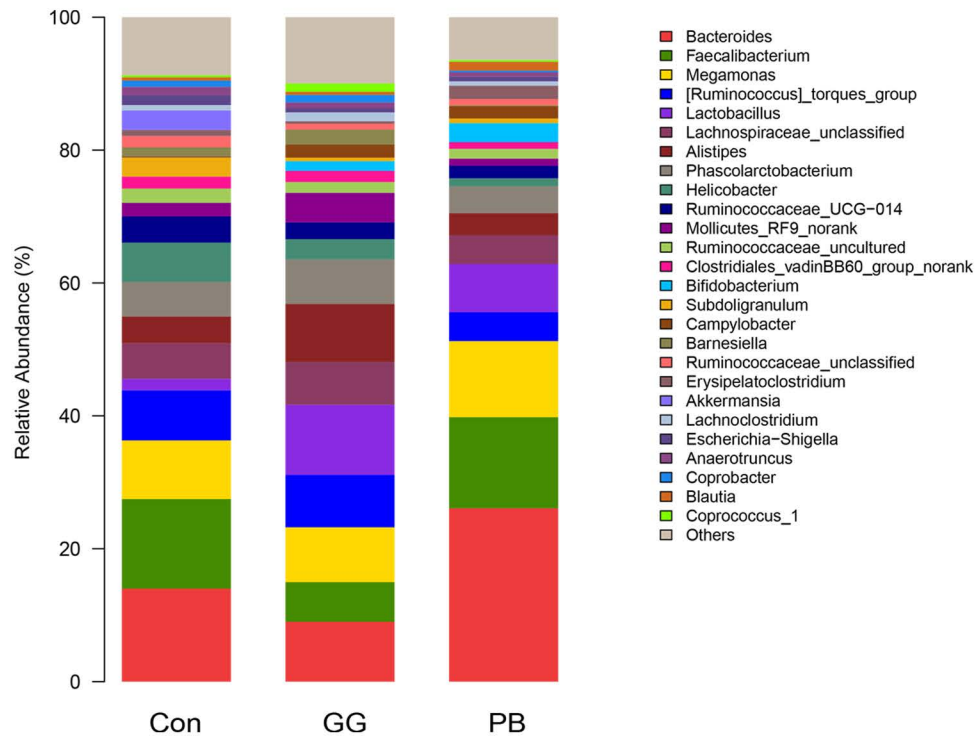 100
80
60
40
20
0
Relative Abundance (%)
Con GG PB
Bacteroides
Faecalibacterium
Megamonas
[Ruminococcus]_torques_group
Lactobacillus
Lachnospiraceae_unclassified
Alistipes
Phascolarctobacterium
Helicobacter
Ruminococcaceae_UCG−014
Mollicutes_RF9_norank
Ruminococcaceae_uncultured
Clostridiales_vadinBB60_group_norank
Bifidobacterium
Subdoligranulum
Campylobacter
Barnesiella
Ruminococcaceae_unclassified
Erysipelatoclostridium
Akkermansia
Lachnoclostridium
Escherichia−Shigella
Anaerotruncus
Coprobacter
Blautia
Coprococcus_1
Others